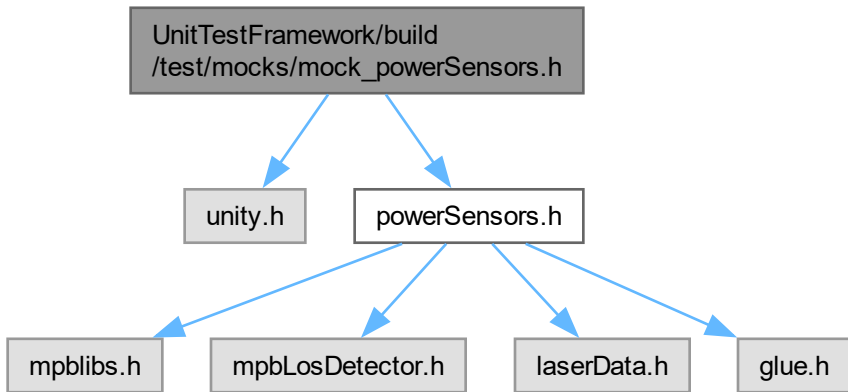 UnitTestFramework/build
/test/mocks/mock_powerSensors.h
unity.h
powerSensors.h
mpblibs.h
mpbLosDetector.h
laserData.h
glue.h